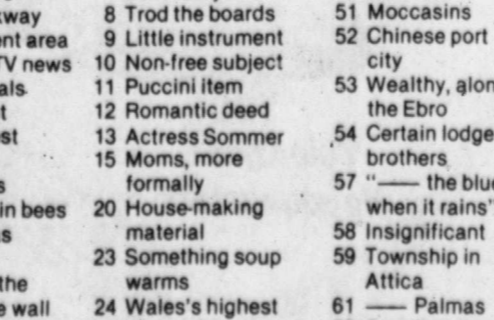 way
ent area
TV news
als
t
st
s
in bees
s
the
e wall
8 Trod the boards
9 Little instrument
10 Non-free subject
11 Puccini item
12 Romantic deed
13 Actress Sommer
15 Moms, more
formally
20 House-making
material
23 Something soup
warms
24 Wales's highest
51 Moccasins
52 Chinese port
city
53 Wealthy, along
the Ebro
54 Certain lodge
brothers
57 "— the blue
when it rains"
58 Insignificant
59 Township in
Attica
61 — Palmas